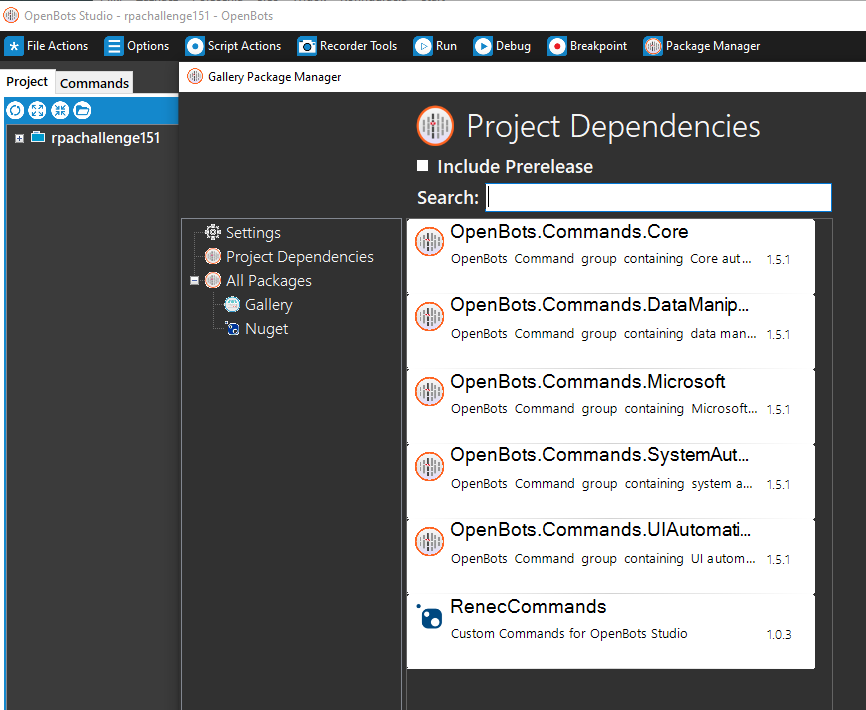 OpenBots Studio - rpachallenge151 - OpenBots
File Actions Options Script Actions Recorder Tools Run Debug Breakpoint Package Manager
Project Commands
Gallery Package Manager
rpachallenge151
Project Dependencies
Include Prerelease
Search:
Settings
Project Dependencies
All Packages
Gallery
Nuget
OpenBots.Commands.Core
OpenBots Command group containing Core aut... 1.5.1
OpenBots.Commands.DataManip...
OpenBots Command group containing data man... 1.5.1
OpenBots.Commands.Microsoft
OpenBots Command group containing Microsoft... 1.5.1
OpenBots.Commands.SystemAut...
OpenBots Command group containing system a... 1.5.1
OpenBots.Commands.UIAutomati...
OpenBots Command group containing UI autom... 1.5.1
RenecCommands
Custom Commands for OpenBots Studio 1.0.3